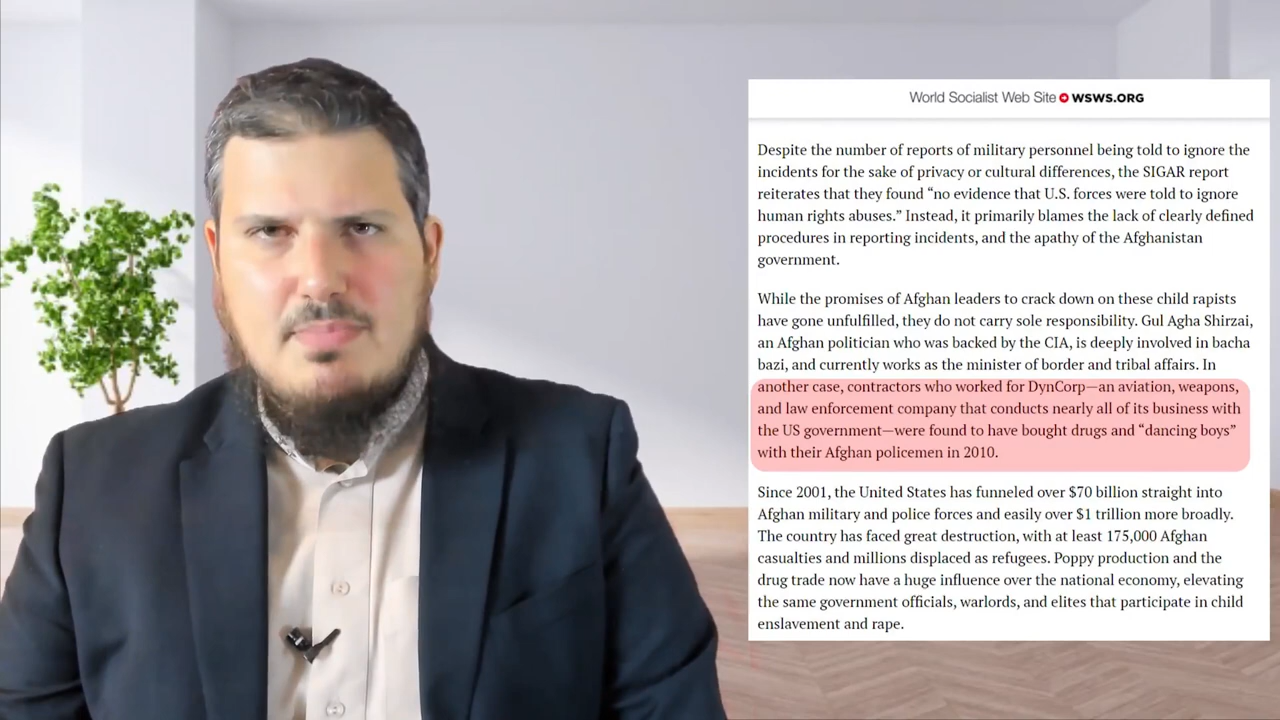 World Socialist Web Site WSWS.ORG
Despite the number of reports of military personnel being told to ignore the
incidents for the sake of privacy or cultural differences, the SIGAR report
reiterates that they found “no evidence that U.S. forces were told to ignore
human rights abuses.” Instead, it primarily blames the lack of clearly defined
procedures in reporting incidents, and the apathy of the Afghanistan
government.
While the promises of Afghan leaders to crack down on these child rapists
have gone unfulfilled, they do not carry sole responsibility. Gul Agha Shirzai,
an Afghan politician who was backed by the CIA, is deeply involved in bacha
bazi, and currently works as the minister of border and tribal affairs. In
another case, contractors who worked for DynCorp—an aviation, weapons,
and law enforcement company that conducts nearly all of its business with
the US government—were found to have bought drugs and “dancing boys”
with their Afghan policemen in 2010.
Since 2001, the United States has funneled over $70 billion straight into
Afghan military and police forces and easily over $1 trillion more broadly.
The country has faced great destruction, with at least 175,000 Afghan
casualties and millions displaced as refugees. Poppy production and the
drug trade now have a huge influence over the national economy, elevating
the same government officials, warlords, and elites that participate in child
enslavement and rape.